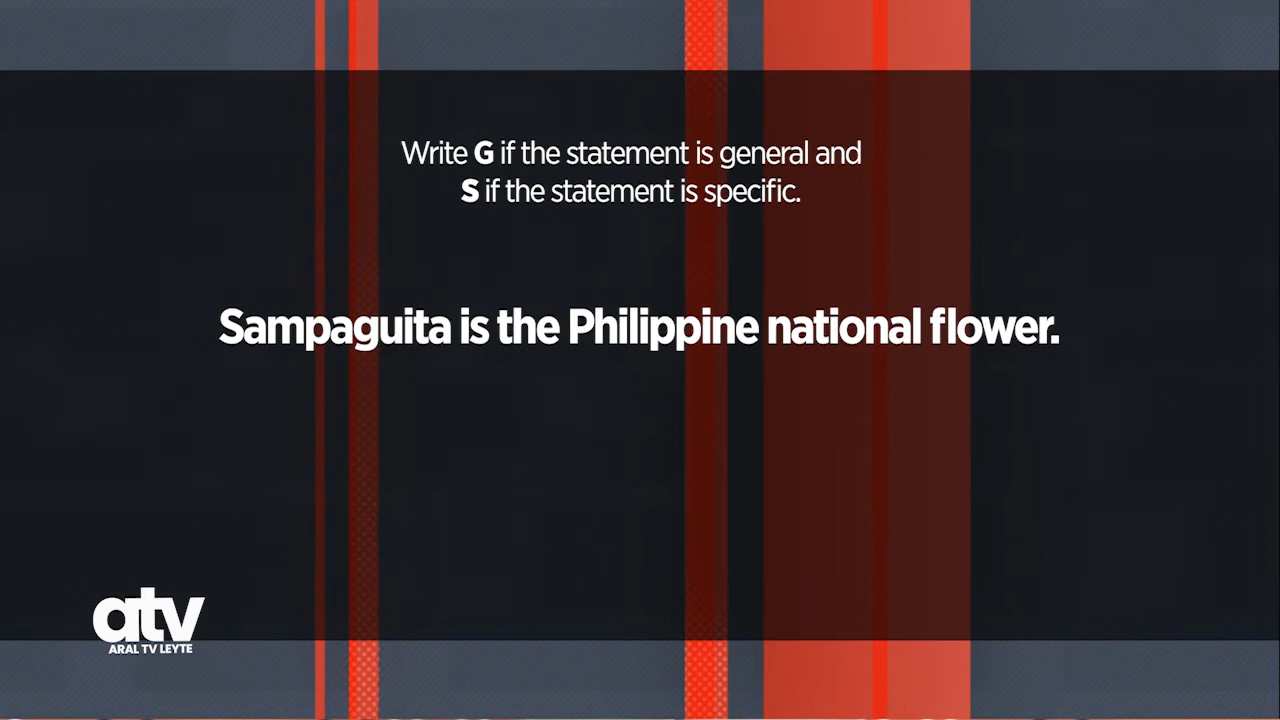 Write G if the statement is general and
S if the statement is specific.
Sampaguita is the Philippine national flower.
atv
ARAL TV LEYTE